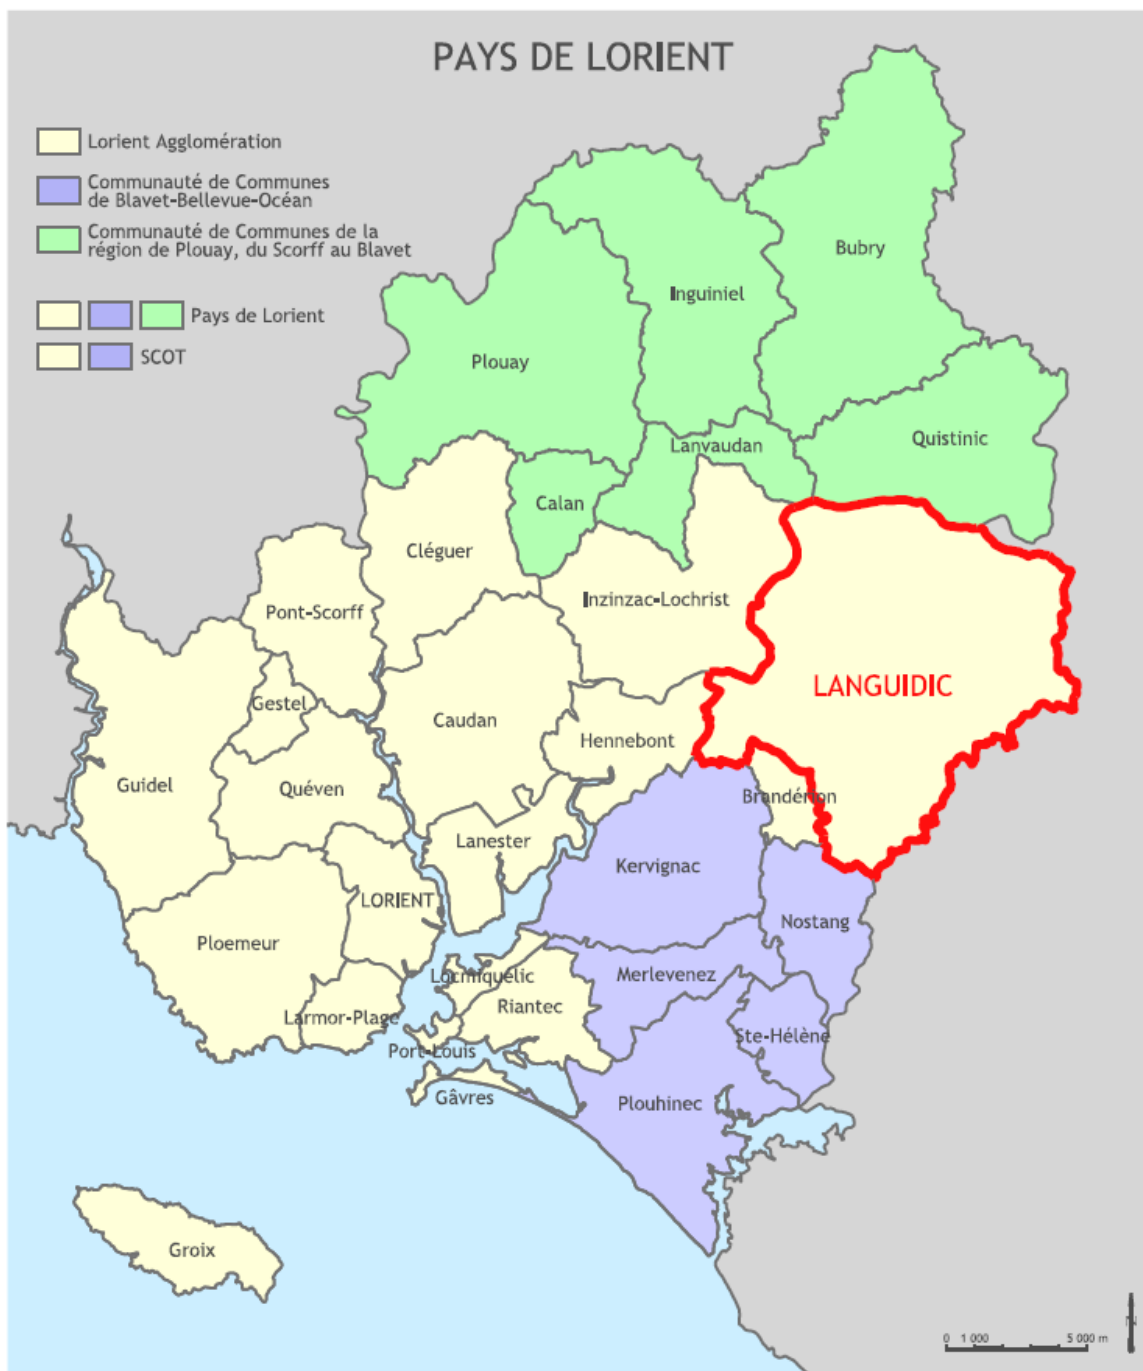 PAYS DE LORIENT
Lorient Agglomération
Communauté de Communes
de Blavet-Bellevue-Océan
Communauté de Communes de la
région de Plouay, du Scorff au Blavet
Pays de Lorient
SCOT
Bubry
Inguiniel
Plouay
Quistinic
Lanvaudan
Calan
Cléguer
Inzinzac-Lochrist
Pont-Scorff
LANGUIDIC
Gestel
Caudan
Hennebont
Guidel
Quéven
Brandérion
Lanester
Kervignac
LORIENT
Nostang
Ploemeur
Locmiquélic
Merlevenez
Riantec
Larmor-Plage
Ste-Hélène
Port-Louis
Gâvres
Plouhinec
Groix
0 1 000 5 000 m
N